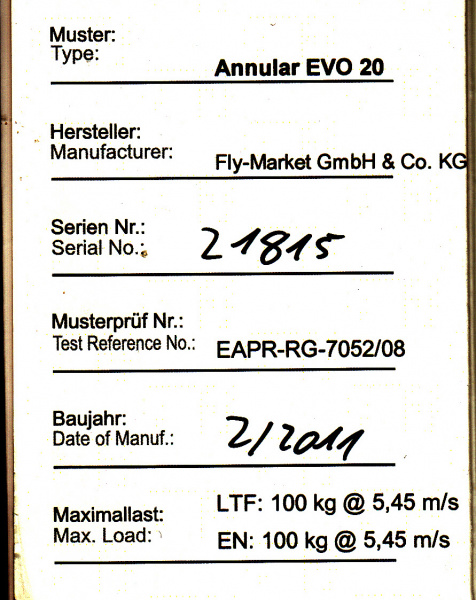 Muster:
Type:
Annular EVO 20
Hersteller:
Manufacturer:
Fly-Market GmbH & Co. KG
Serien Nr.:
Serial No.:
21815
Musterprüf Nr.:
Test Reference No.:
EAPR-RG-7052/08
Baujahr:
Date of Manuf.:
2/2011
Maximallast:
Max. Load:
LTF: 100 kg @ 5,45 m/s
EN: 100 kg @ 5,45 m/s